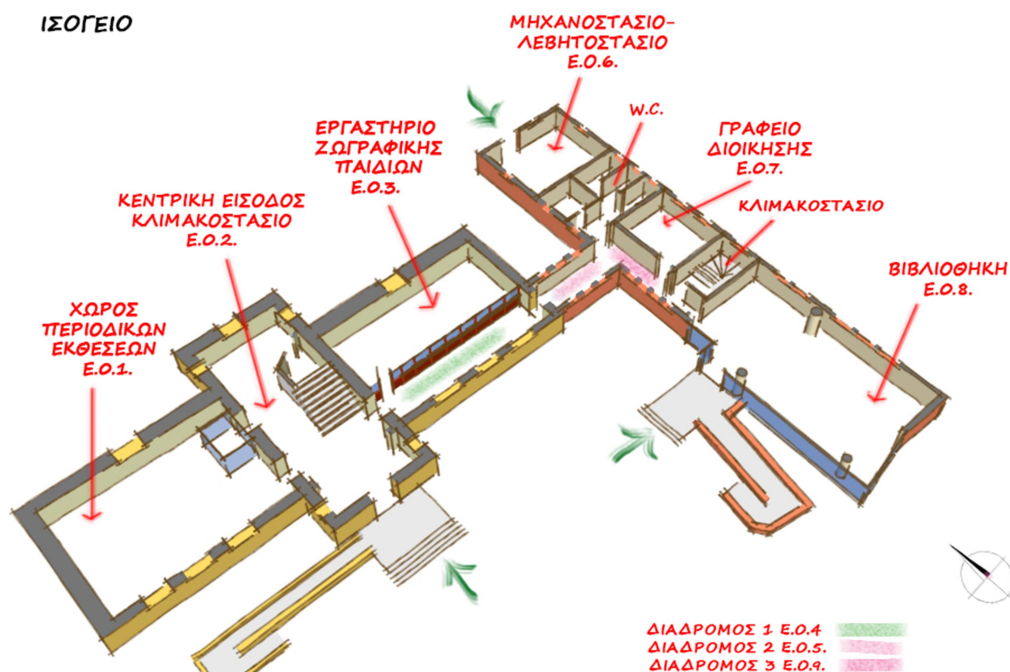 ΙΣΟΓΕΙΟ
ΜΗΧΑΝΟΣΤΑΣΙΟ-
ΛΕΒΗΤΟΣΤΑΣΙΟ
Ε.Ο.6.
W.C.
ΓΡΑΦΕΙΟ
ΔΙΟΙΚΗΣΗΣ
Ε.Ο.7.
ΕΡΓΑΣΤΗΡΙΟ
ΖΩΓΡΑΦΙΚΗΣ
ΠΑΙΔΙΩΝ
Ε.Ο.3.
ΚΛΙΜΑΚΟΣΤΑΣΙΟ
ΚΕΝΤΡΙΚΗ ΕΙΣΟΔΟΣ
ΚΛΙΜΑΚΟΣΤΑΣΙΟ
Ε.Ο.2.
ΒΙΒΛΙΟΘΗΚΗ
Ε.Ο.8.
ΧΩΡΟΣ
ΠΕΡΙΟΔΙΚΩΝ
ΕΚΘΕΣΕΩΝ
Ε.Ο.1.
ΔΙΑΔΡΟΜΟΣ 1 Ε.Ο.4
ΔΙΑΔΡΟΜΟΣ 2 Ε.Ο.5.
ΔΙΑΔΡΟΜΟΣ 3 Ε.Ο.9.